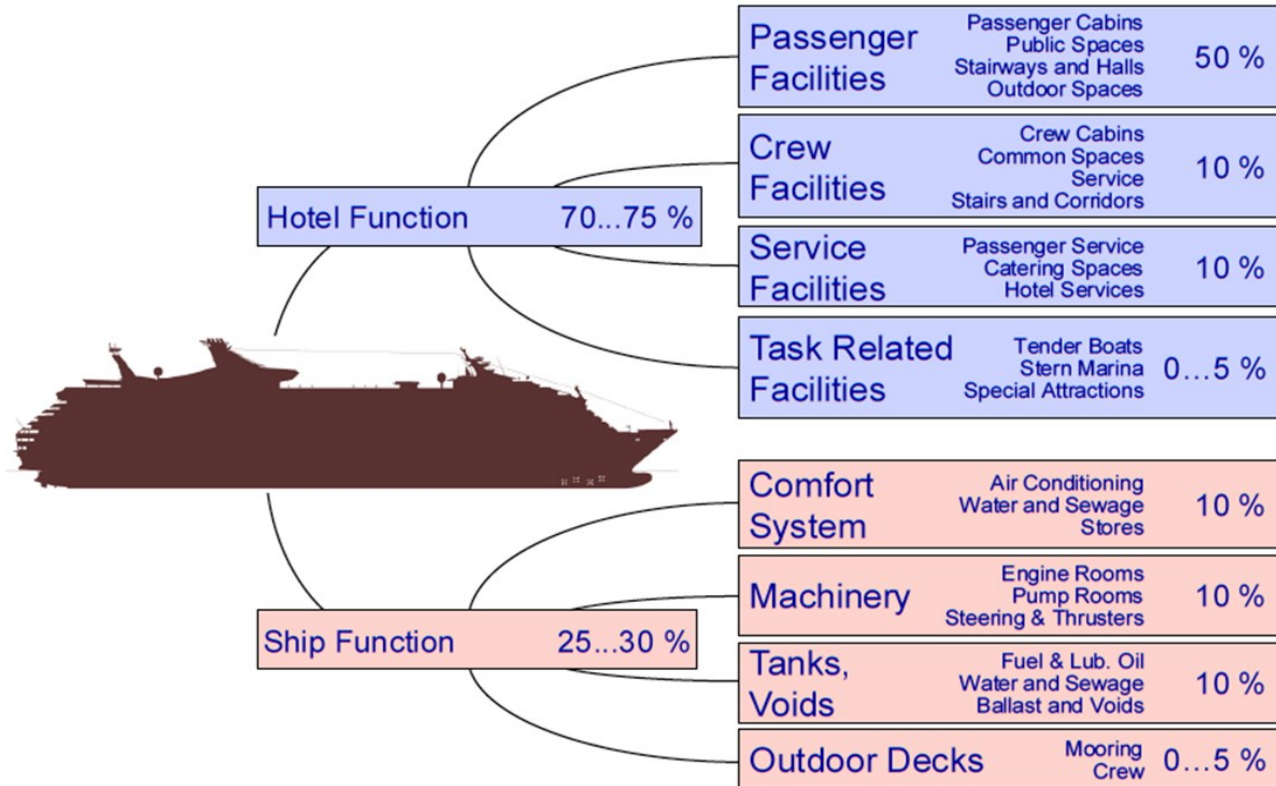 Passenger
Facilities
Passenger Cabins
Public Spaces
Stairways and Halls
Outdoor Spaces
50 %
Crew
Facilities
Crew Cabins
Common Spaces
Service
Stairs and Corridors
10 %
Hotel Function 70...75 %
Service
Facilities
Passenger Service
Catering Spaces
Hotel Services
10 %
Task Related
Facilities
Tender Boats
Stern Marina
Special Attractions
0...5 %
Comfort
System
Air Conditioning
Water and Sewage
Stores
10 %
Machinery
Engine Rooms
Pump Rooms
Steering & Thrusters
10 %
Ship Function 25...30 %
Tanks,
Voids
Fuel & Lub. Oil
Water and Sewage
Ballast and Voids
10 %
Outdoor Decks
Mooring
Crew
0...5 %